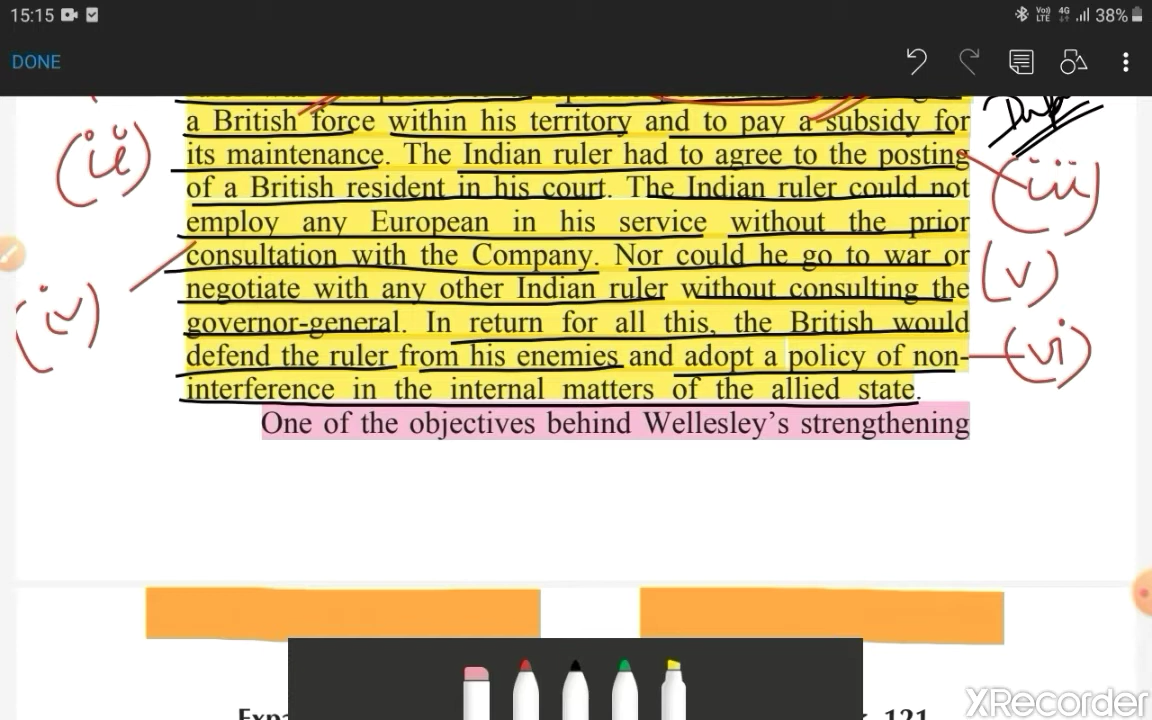 15:15 Vo)) LTE 4G 38%
DONE
a British force within his territory and to pay a subsidy for
(ii)
its maintenance. The Indian ruler had to agree to the posting
of a British resident in his court. The Indian ruler could not
(iii)
employ any European in his service without the prior
consultation with the Company. Nor could he go to war or
(v)
negotiate with any other Indian ruler without consulting the
(iv)
governor-general. In return for all this, the British would
defend the ruler from his enemies and adopt a policy of non-
(vi)
interference in the internal matters of the allied state.
One of the objectives behind Wellesley's strengthening
121
XRecorder